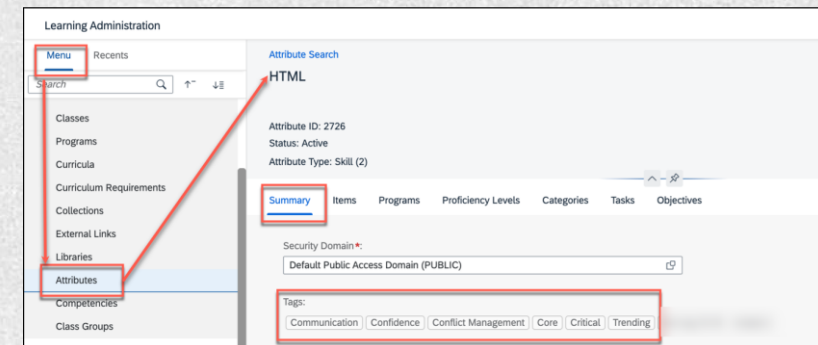 Learning Administration
Menu Recents
Search
Classes
Programs
Curricula
Curriculum Requirements
Collections
External Links
Libraries
Attributes
Competencies
Class Groups
Attribute Search
HTML
Attribute ID: 2726
Status: Active
Attribute Type: Skill (2)
Summary Items Programs Proficiency Levels Categories Tasks Objectives
Security Domain*:
Default Public Access Domain (PUBLIC)
Tags:
Communication Confidence Conflict Management Core Critical Trending